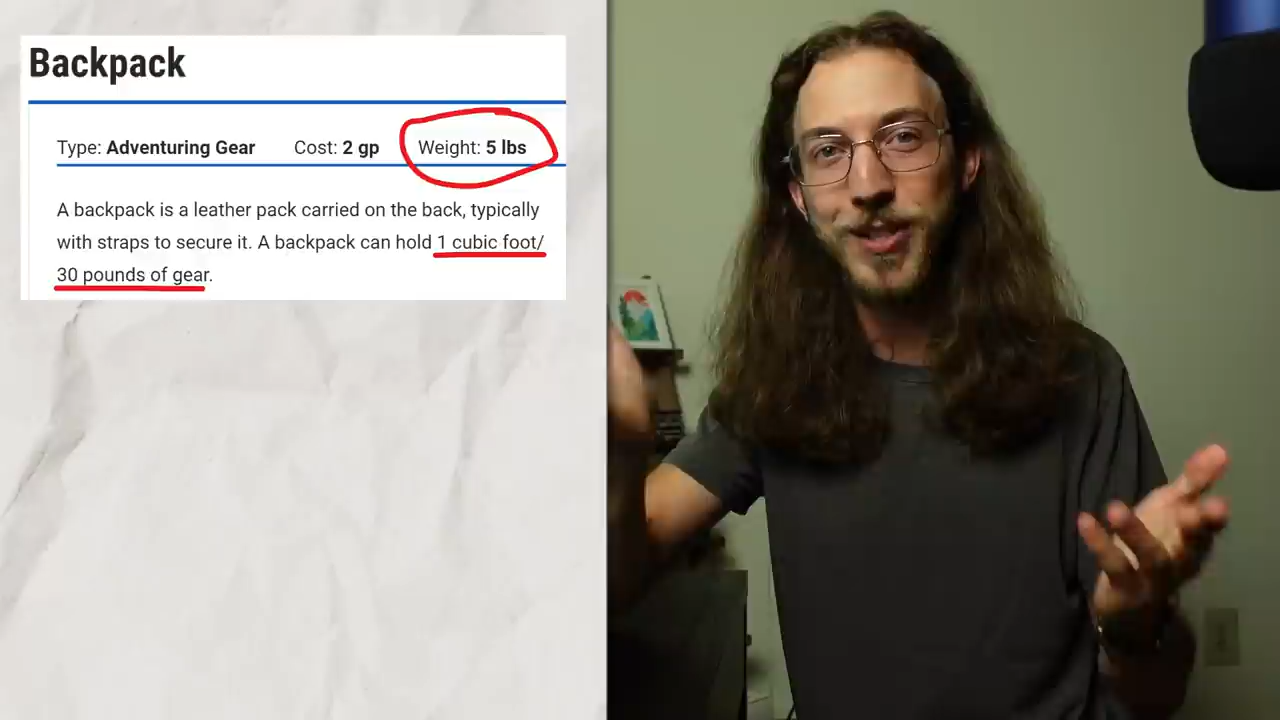 Backpack
Type: Adventuring Gear Cost: 2 gp Weight: 5 lbs
A backpack is a leather pack carried on the back, typically
with straps to secure it. A backpack can hold 1 cubic foot/
30 pounds of gear.